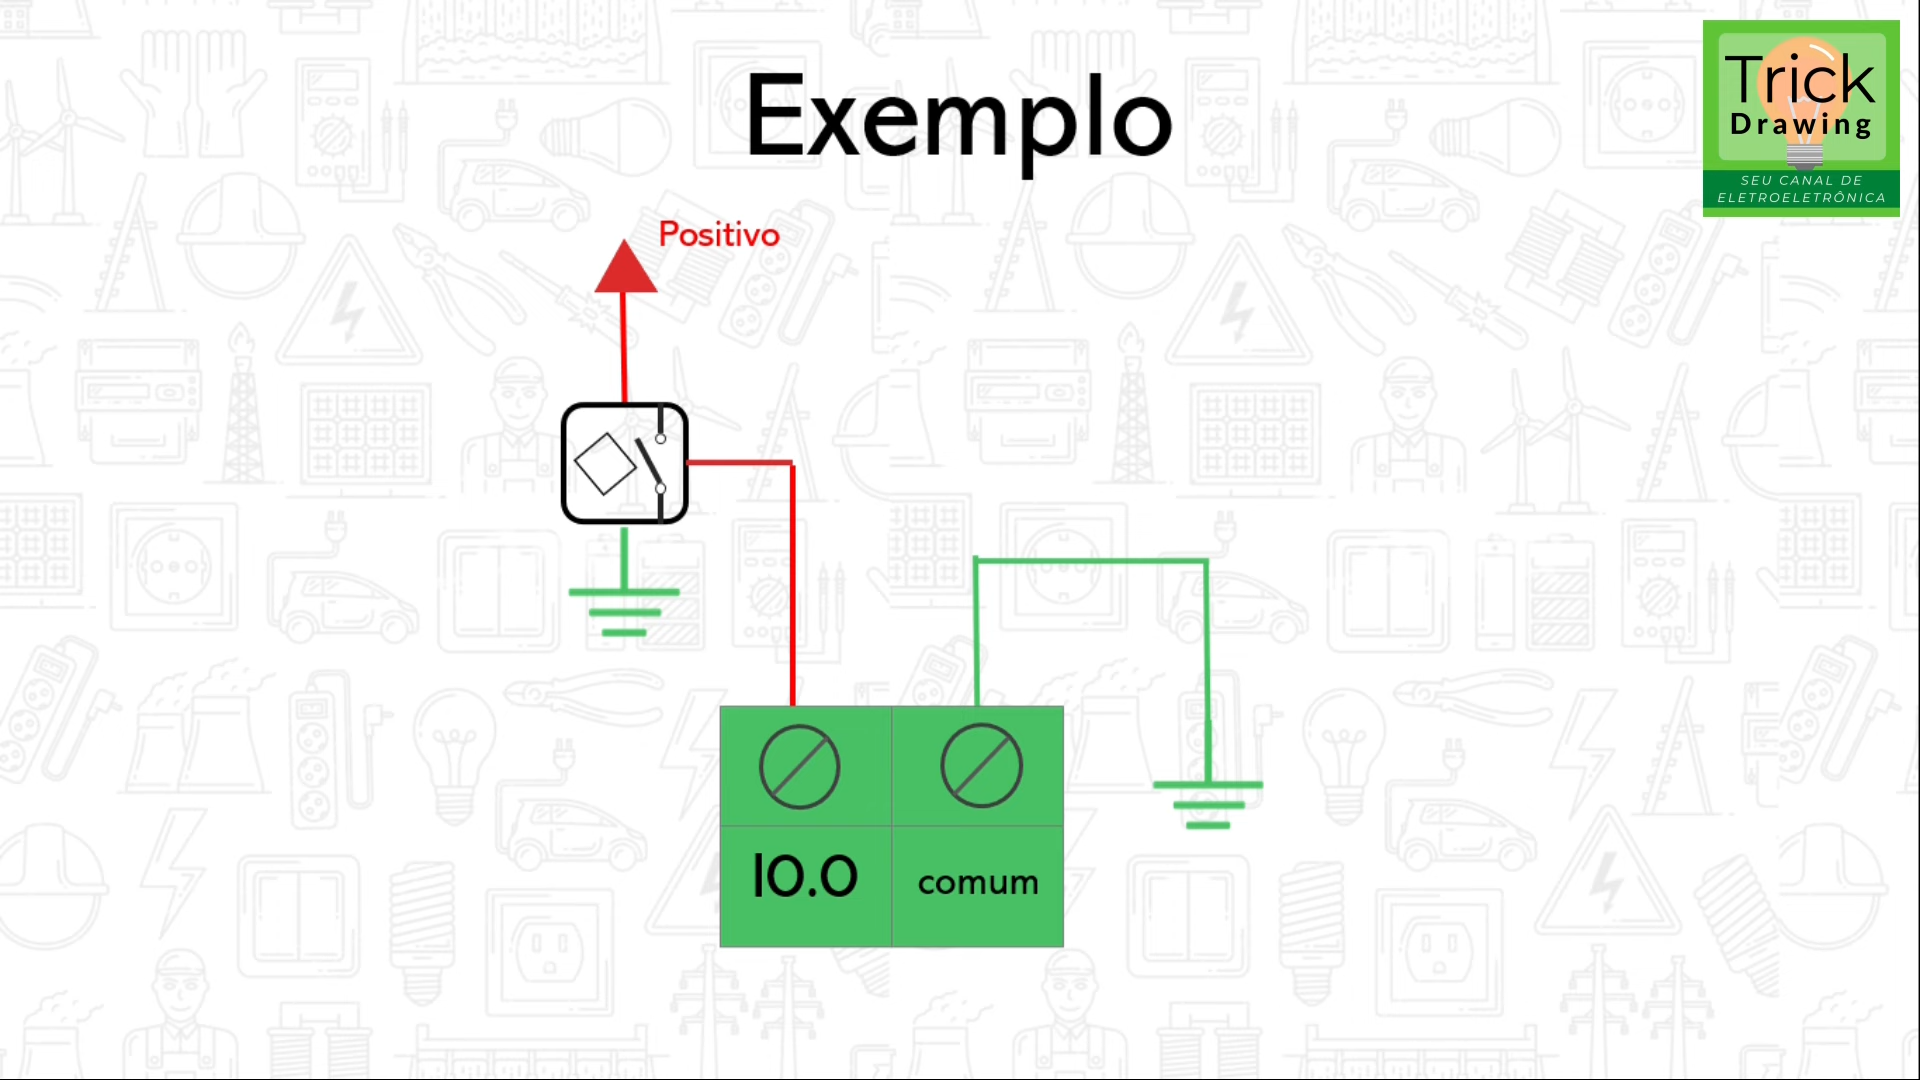 Exemplo
Trick
Drawing
SEU CANAL DE
ELETROELETRÔNICA
Positivo
I0.0
comum